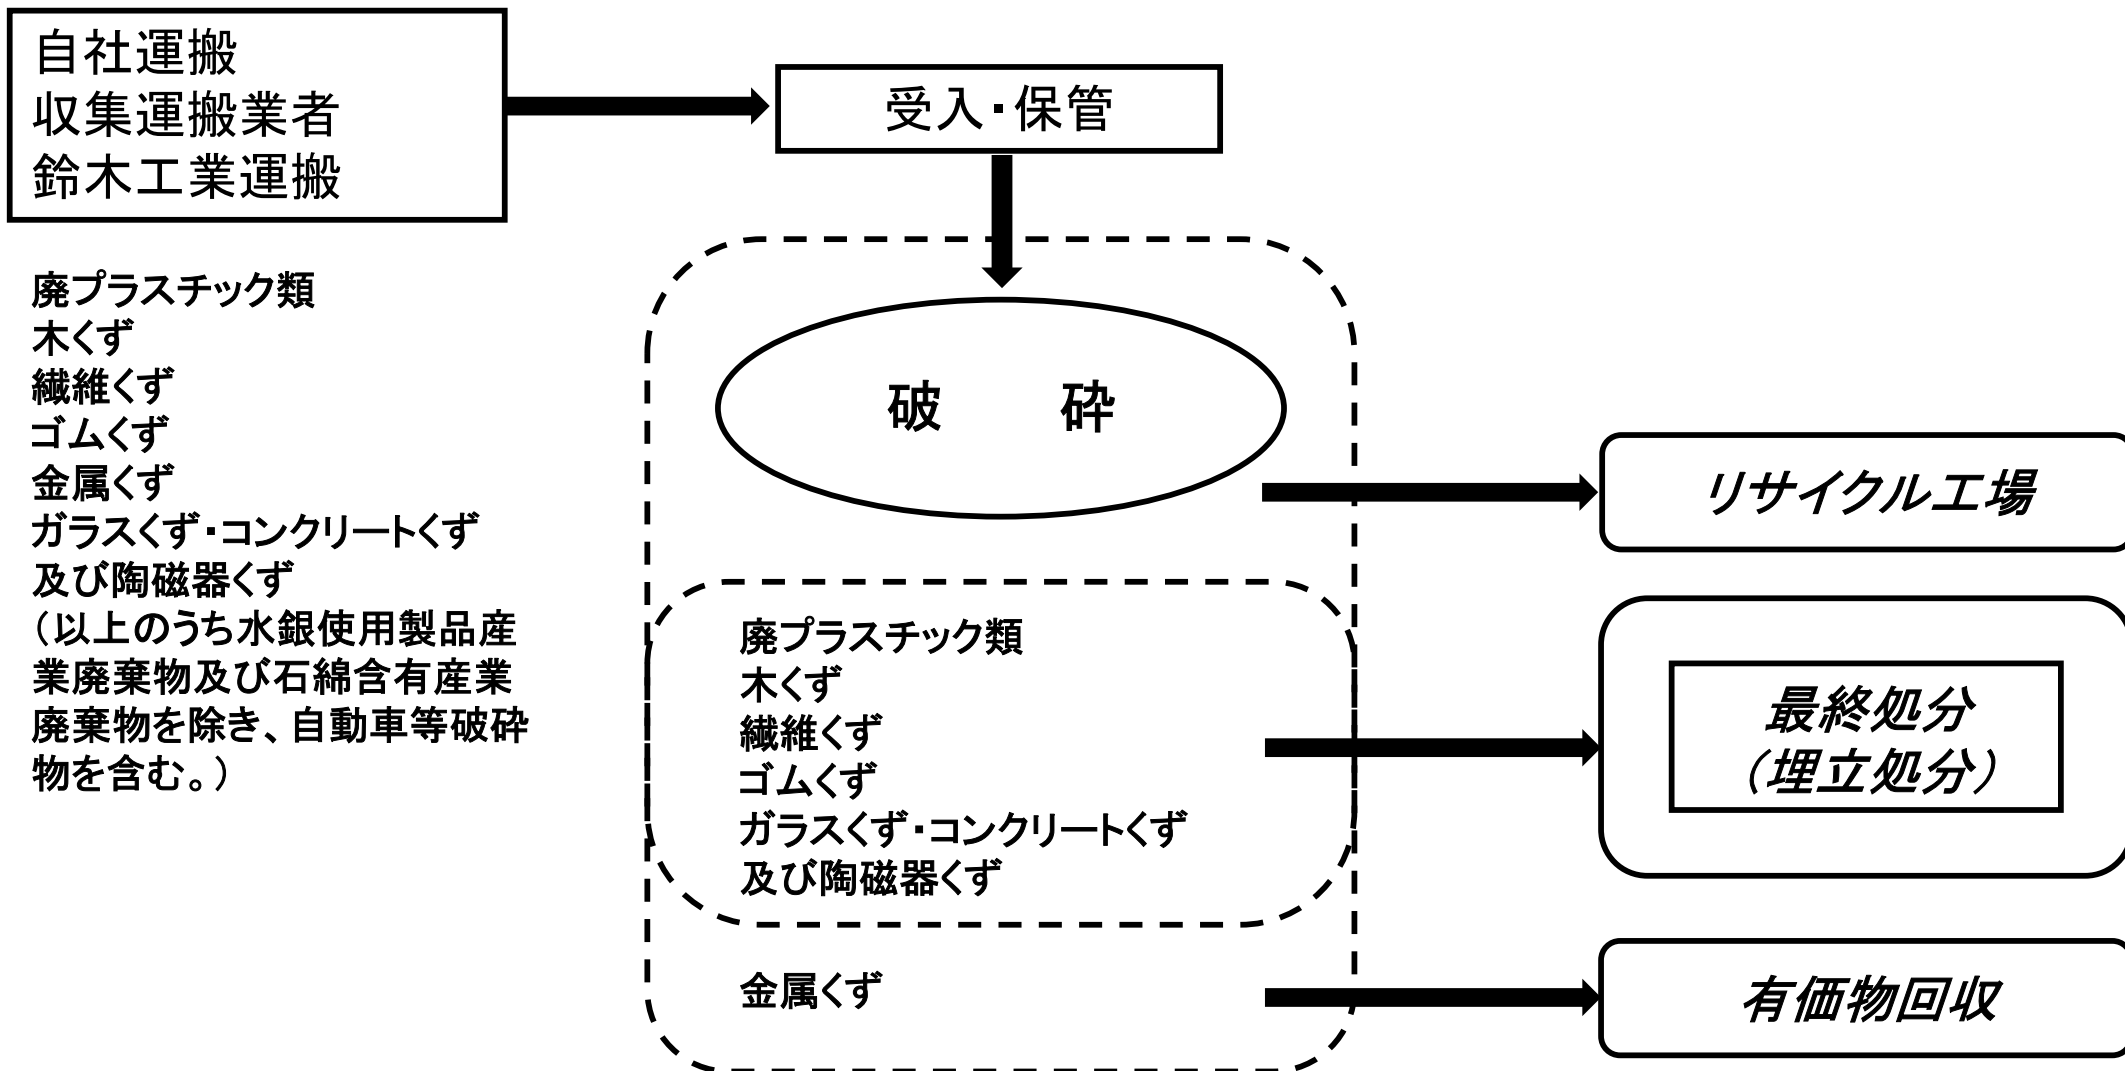 自社運搬
収集運搬業者
鈴木工業運搬
受入・保管
廃プラスチック類
木くず
繊維くず
ゴムくず
金属くず
ガラスくず・コンクリートくず
及び陶磁器くず
（以上のうち水銀使用製品産
業廃棄物及び石綿含有産業
廃棄物を除き、自動車等破砕
物を含む。）
破　　砕
リサイクル工場
廃プラスチック類
木くず
繊維くず
ゴムくず
ガラスくず・コンクリートくず
及び陶磁器くず
最終処分
（埋立処分）
金属くず
有価物回収